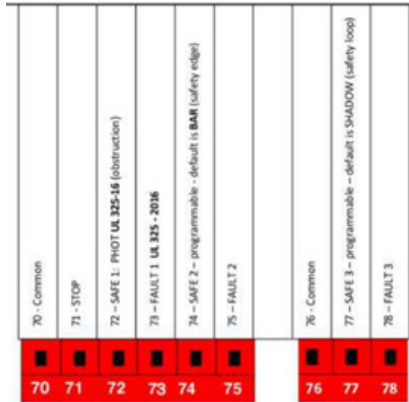 70 - Common
71 - STOP
72 – SAFE 1: PHOT UL 325-16 (obstruction)
73 – FAULT 1 UL 325 - 2016
74 – SAFE 2 – programmable - default is BAR (safety edge)
75 – FAULT 2
76 - Common
77 – SAFE 3 – programmable – default is SHADOW (safety loop)
78 – FAULT 3
70 71 72 73 74 75 76 77 78